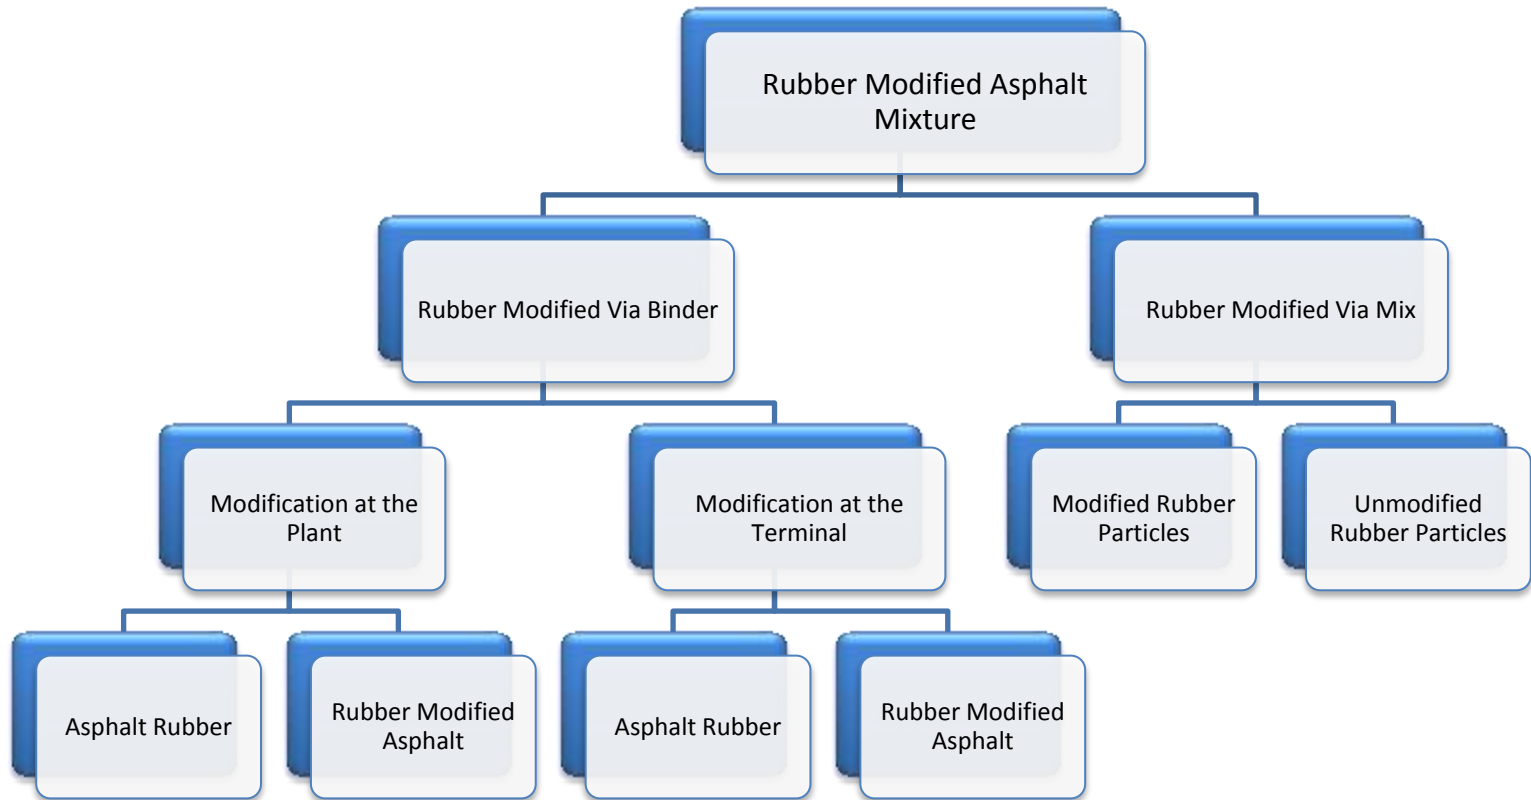 Rubber Modified Asphalt
Mixture
Rubber Modified Via Binder
Rubber Modified Via Mix
Modification at the
Plant
Modification at the
Terminal
Modified Rubber
Particles
Unmodified
Rubber Particles
Asphalt Rubber
Rubber Modified
Asphalt
Asphalt Rubber
Rubber Modified
Asphalt